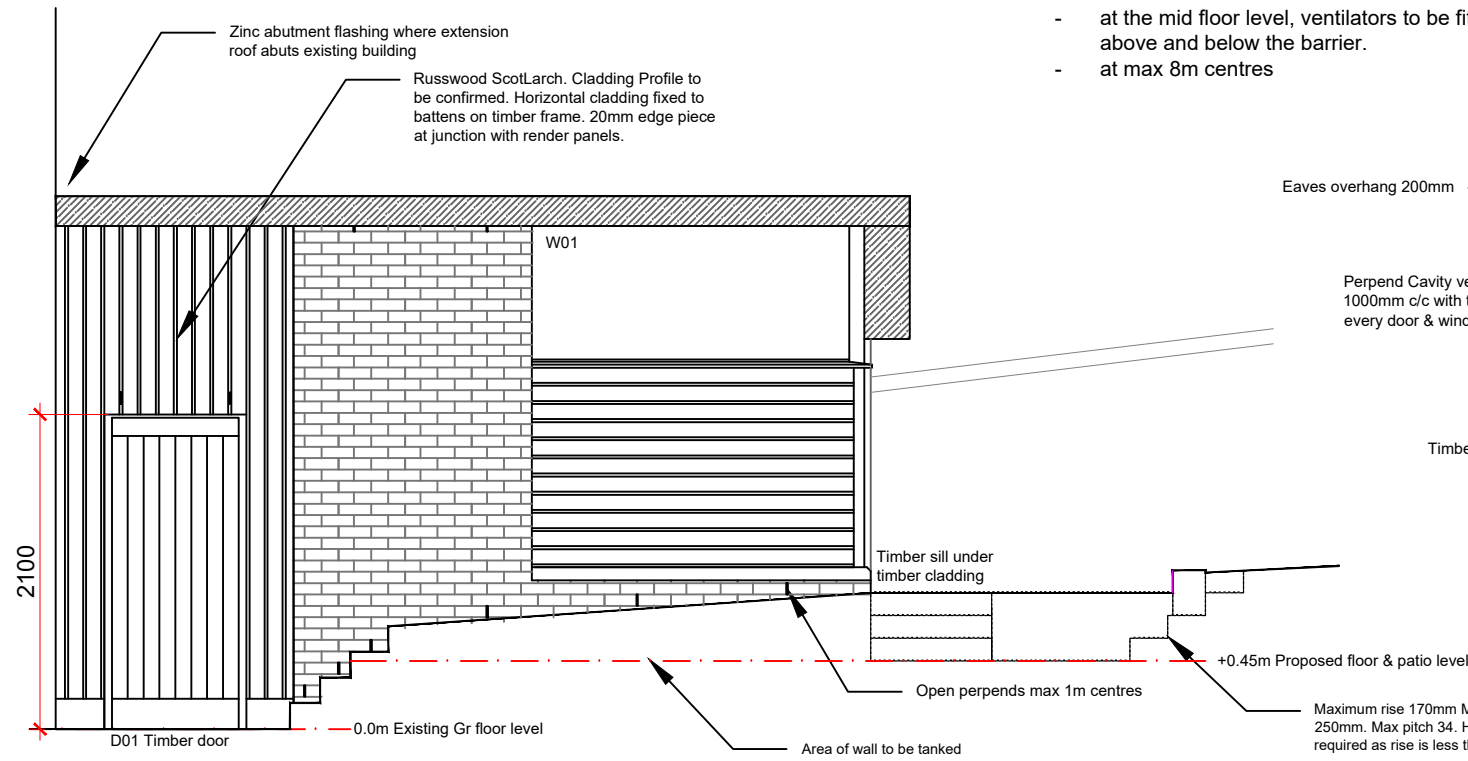 - at the mid floor level, ventilators to be
above and below the barrier.
- at max 8m centres
Zinc abutment flashing where extension
roof abuts existing building
Russwood ScotLarch. Cladding Profile to
be confirmed. Horizontal cladding fixed to
battens on timber frame. 20mm edge piece
at junction with render panels.
Eaves overhang 200mm
W01
Perpend Cavity
1000mm c/c with
every door &
2100
Timber sill under
timber cladding
+0.45m Proposed floor & patio level
Open perpends max 1m centres
Maximum rise 170mm
250mm. Max pitch 34.
required as rise is less
0.0m Existing Gr floor level
D01 Timber door
Area of wall to be tanked